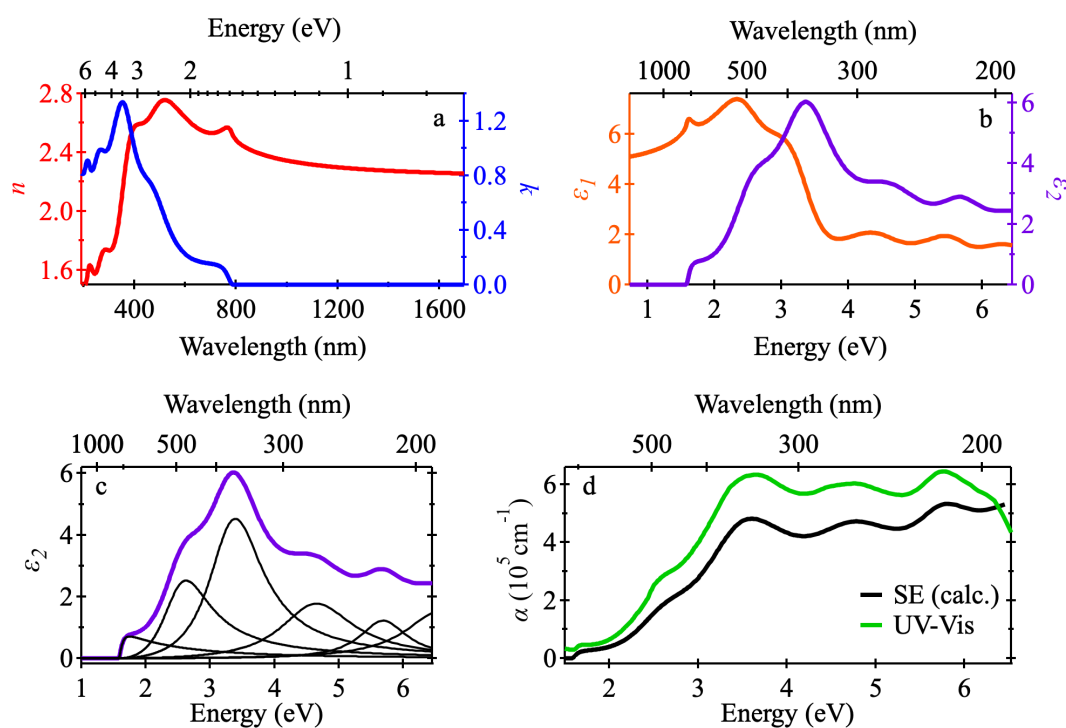 Energy (eV)
6 4 3 2 1
2.8
2.4
2.0
1.6
n
a
1.2
0.8
0.4
0.0
k
400 800 1200 1600
Wavelength (nm)
Wavelength (nm)
1000 500 300 200
6
4
2
0
ε1
b
6
4
2
0
ε2
1 2 3 4 5 6
Energy (eV)
Wavelength (nm)
1000 500 300 200
6
4
2
0
ε2
c
1 2 3 4 5 6
Energy (eV)
Wavelength (nm)
500 300 200
6
4
2
0
α (10⁵ cm⁻¹)
d
SE (calc.)
UV-Vis
2 3 4 5 6
Energy (eV)